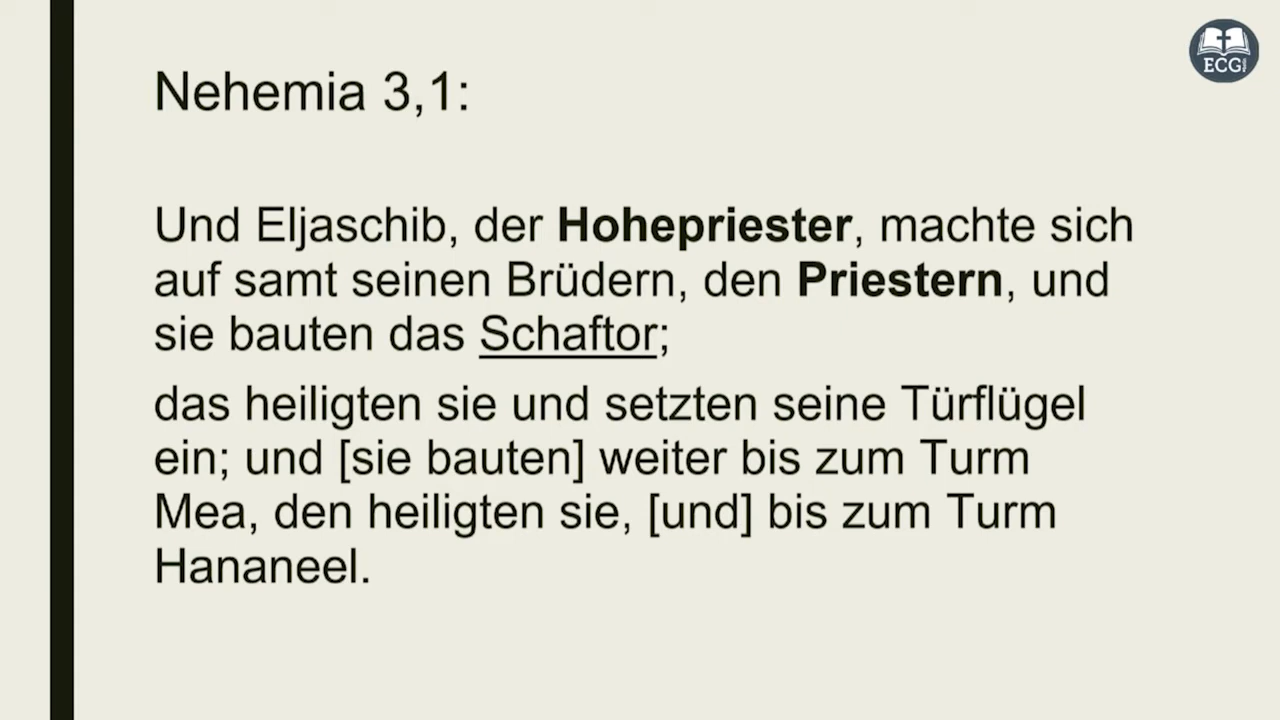 ECG
Nehemia 3,1:
Und Eljaschib, der Hohepriester, machte sich
auf samt seinen Brüdern, den Priestern, und
sie bauten das Schaftor;
das heiligten sie und setzten seine Türflügel
ein; und [sie bauten] weiter bis zum Turm
Mea, den heiligten sie, [und] bis zum Turm
Hananeel.